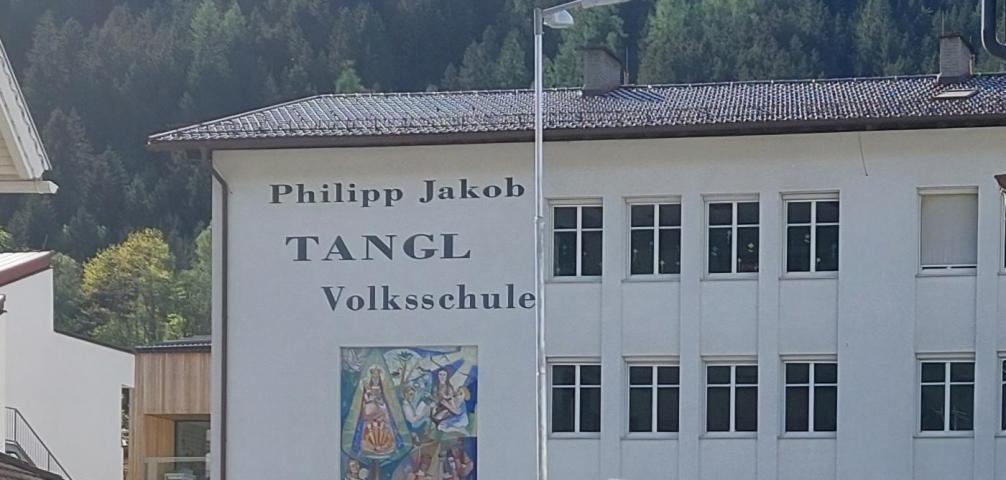 Philipp Jakob
TANGL
Volksschule